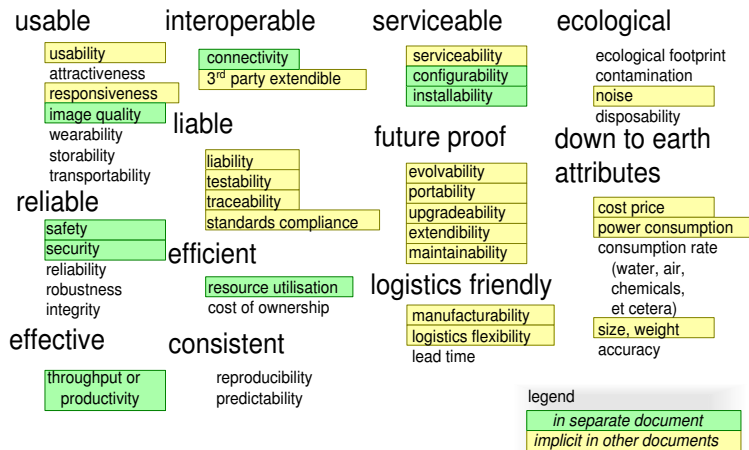 usable
usability
attractiveness
responsiveness
image quality
wearability
storability
transportability
reliable
safety
security
reliability
robustness
integrity
effective
throughput or
productivity
interoperable
connectivity
3rd party extendible
liable
liability
testability
traceability
standards compliance
efficient
resource utilisation
cost of ownership
consistent
reproducibility
predictability
serviceable
serviceability
configurability
installability
future proof
evolvability
portability
upgradeability
extendibility
maintainability
logistics friendly
manufacturability
logistics flexibility
lead time
ecological
ecological footprint
contamination
noise
disposability
down to earth
attributes
cost price
power consumption
consumption rate
(water, air,
chemicals,
et cetera)
size, weight
accuracy
legend
in separate document
implicit in other documents